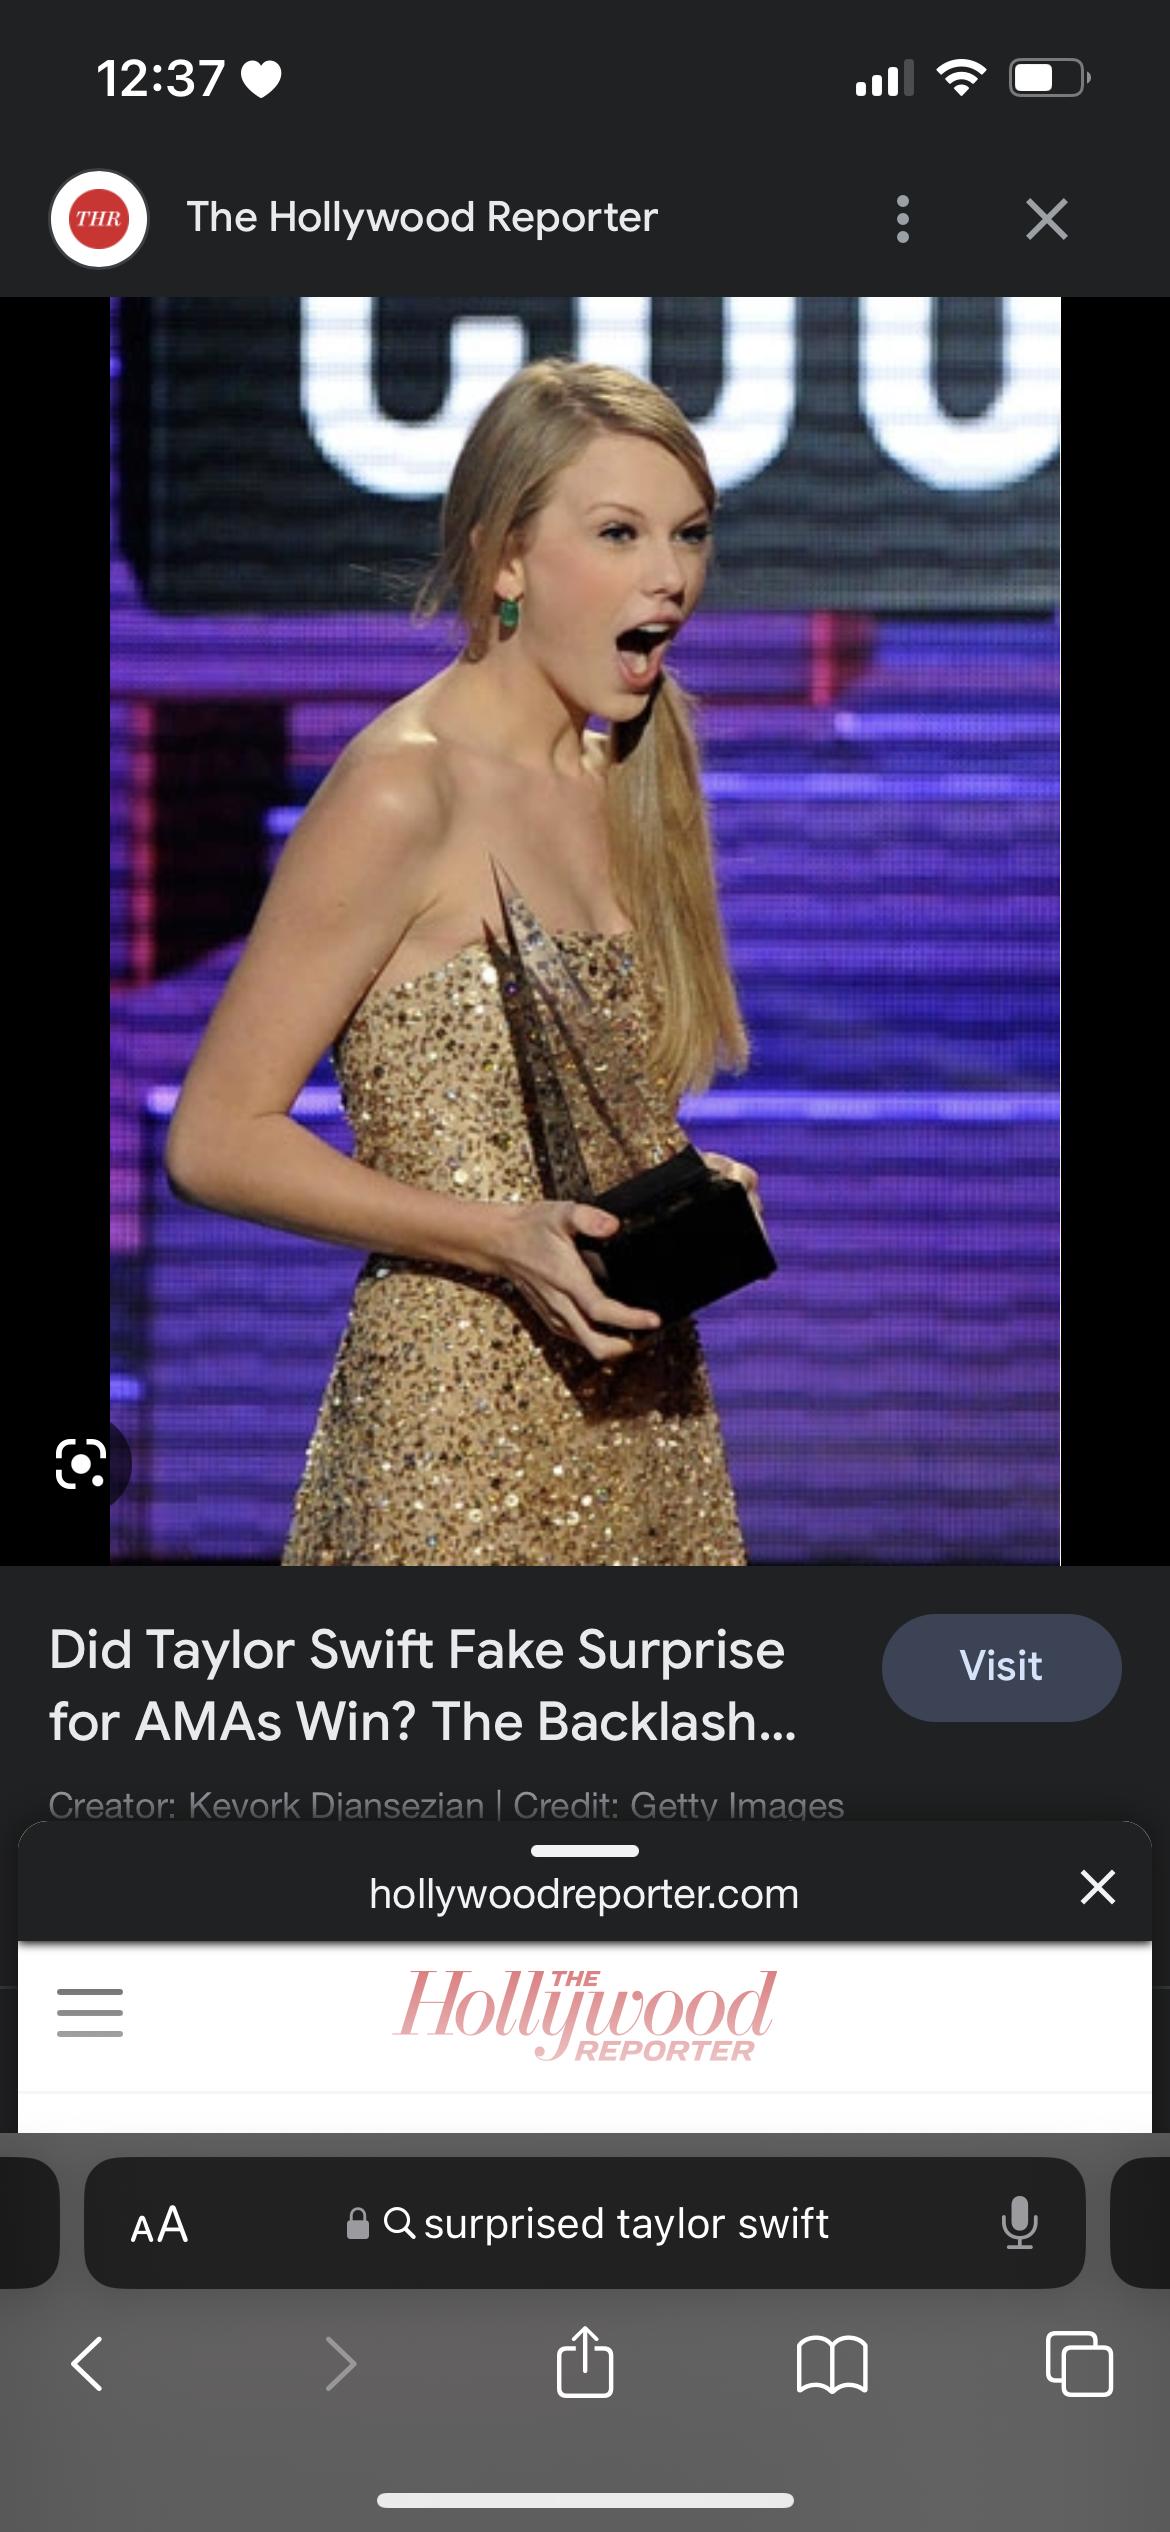 12:37
THR
The Hollywood Reporter
Did Taylor Swift Fake Surprise
for AMAs Win? The Backlash...
Visit
Creator: Kevork Djansezian | Credit: Getty Images
hollywoodreporter.com
THE
Hollywood
REPORTER
AA
surprised taylor swift